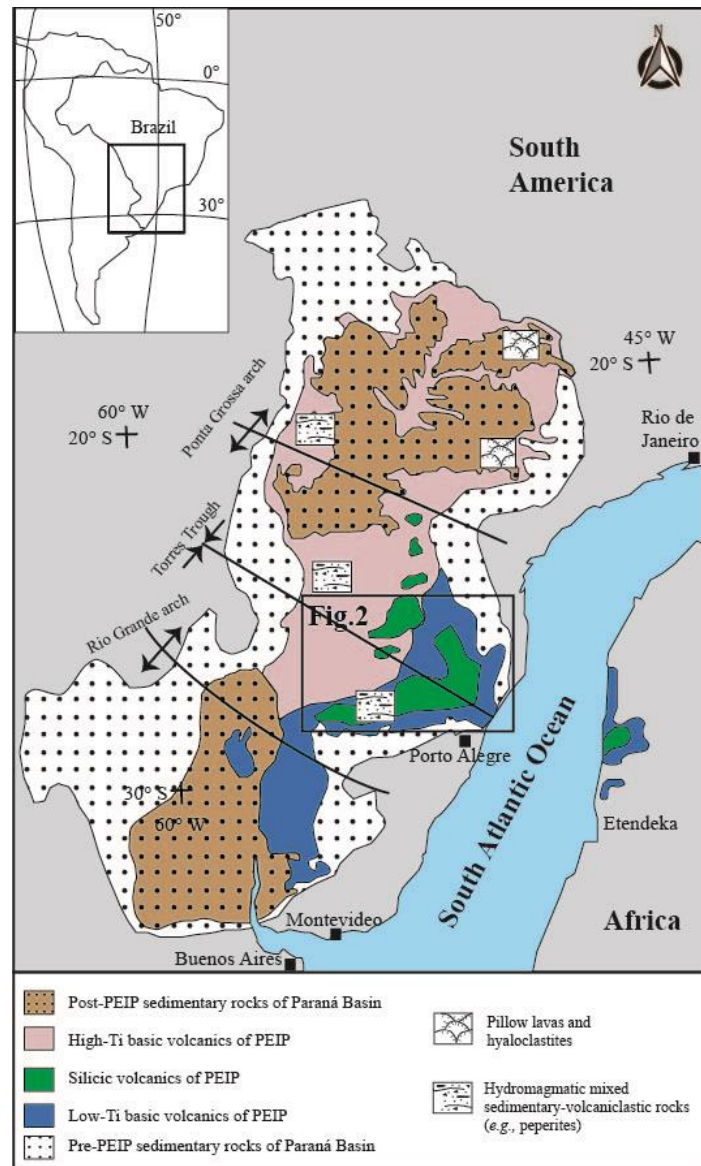 50°
0°
Brazil
30°
N
South
America
45° W
20° S
60° W
20° S
Ponta Grossa arch
Rio de
Janeiro
Torres Trough
Rio Grande arch
Fig.2
Porto Alegre
30° S
60° W
South Atlantic Ocean
Etendeka
Africa
Montevideo
Buenos Aires
Post-PEIP sedimentary rocks of Paraná Basin
High-Ti basic volcanics of PEIP
Silicic volcanics of PEIP
Low-Ti basic volcanics of PEIP
Pre-PEIP sedimentary rocks of Paraná Basin
Pillow lavas and
hyaloclastites
Hydromagmatic mixed
sedimentary-volcaniclastic rocks
(e.g., peperites)